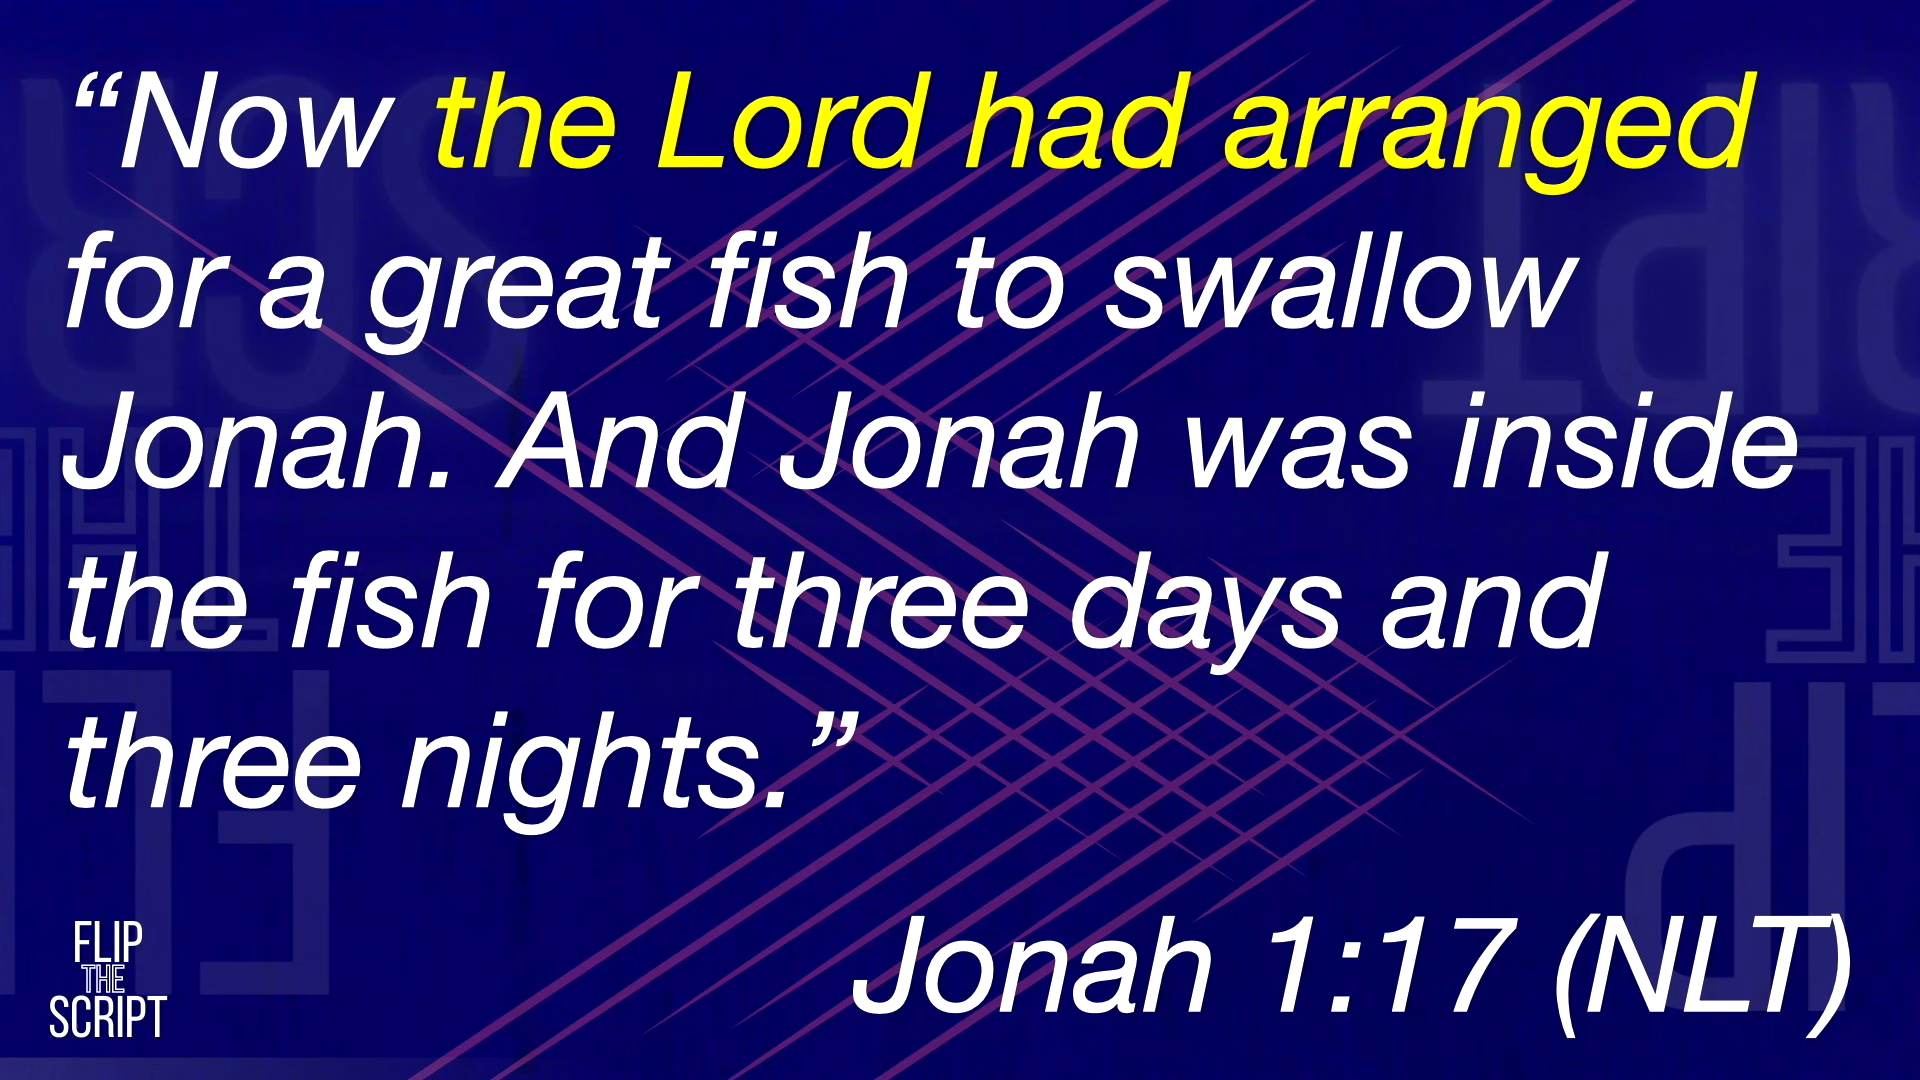 “Now the Lord had arranged
for a great fish to swallow
Jonah. And Jonah was inside
the fish for three days and
three nights.”
Jonah 1:17 (NLT)
FLIP
THE
SCRIPT